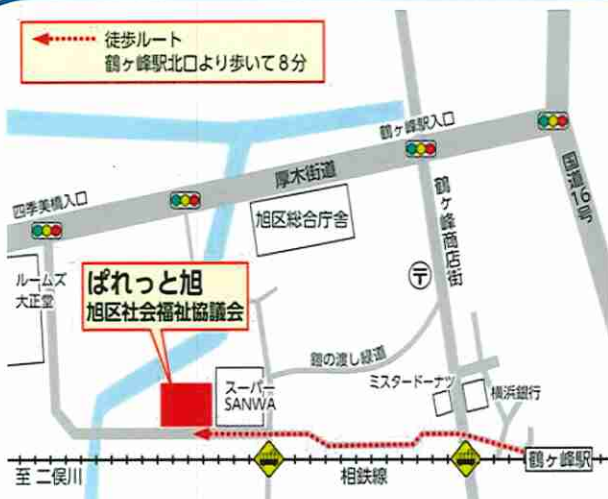 徒歩ルート
鶴ヶ峰駅北口より歩いて8分
鶴ヶ峰駅入口
厚木街道
四季美橋入口
国道16号
旭区総合庁舎
鶴ヶ峰商店街
〒
ルームズ
大正堂
ぱれっと旭
旭区社会福祉協議会
鎧の渡し緑道
スーパー
SANWA
ミスタードーナツ
横浜銀行
鶴ヶ峰駅
至 二俣川
相鉄線